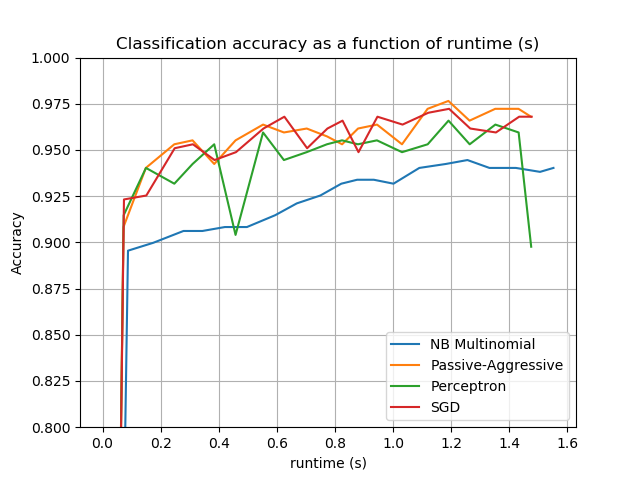 Classification accuracy as a function of runtime (s)
1.000
0.975
0.950
0.925
0.900
0.875
0.850
0.825
0.800
Accuracy
NB Multinomial
Passive-Aggressive
Perceptron
SGD
0.0 0.2 0.4 0.6 0.8 1.0 1.2 1.4 1.6
runtime (s)